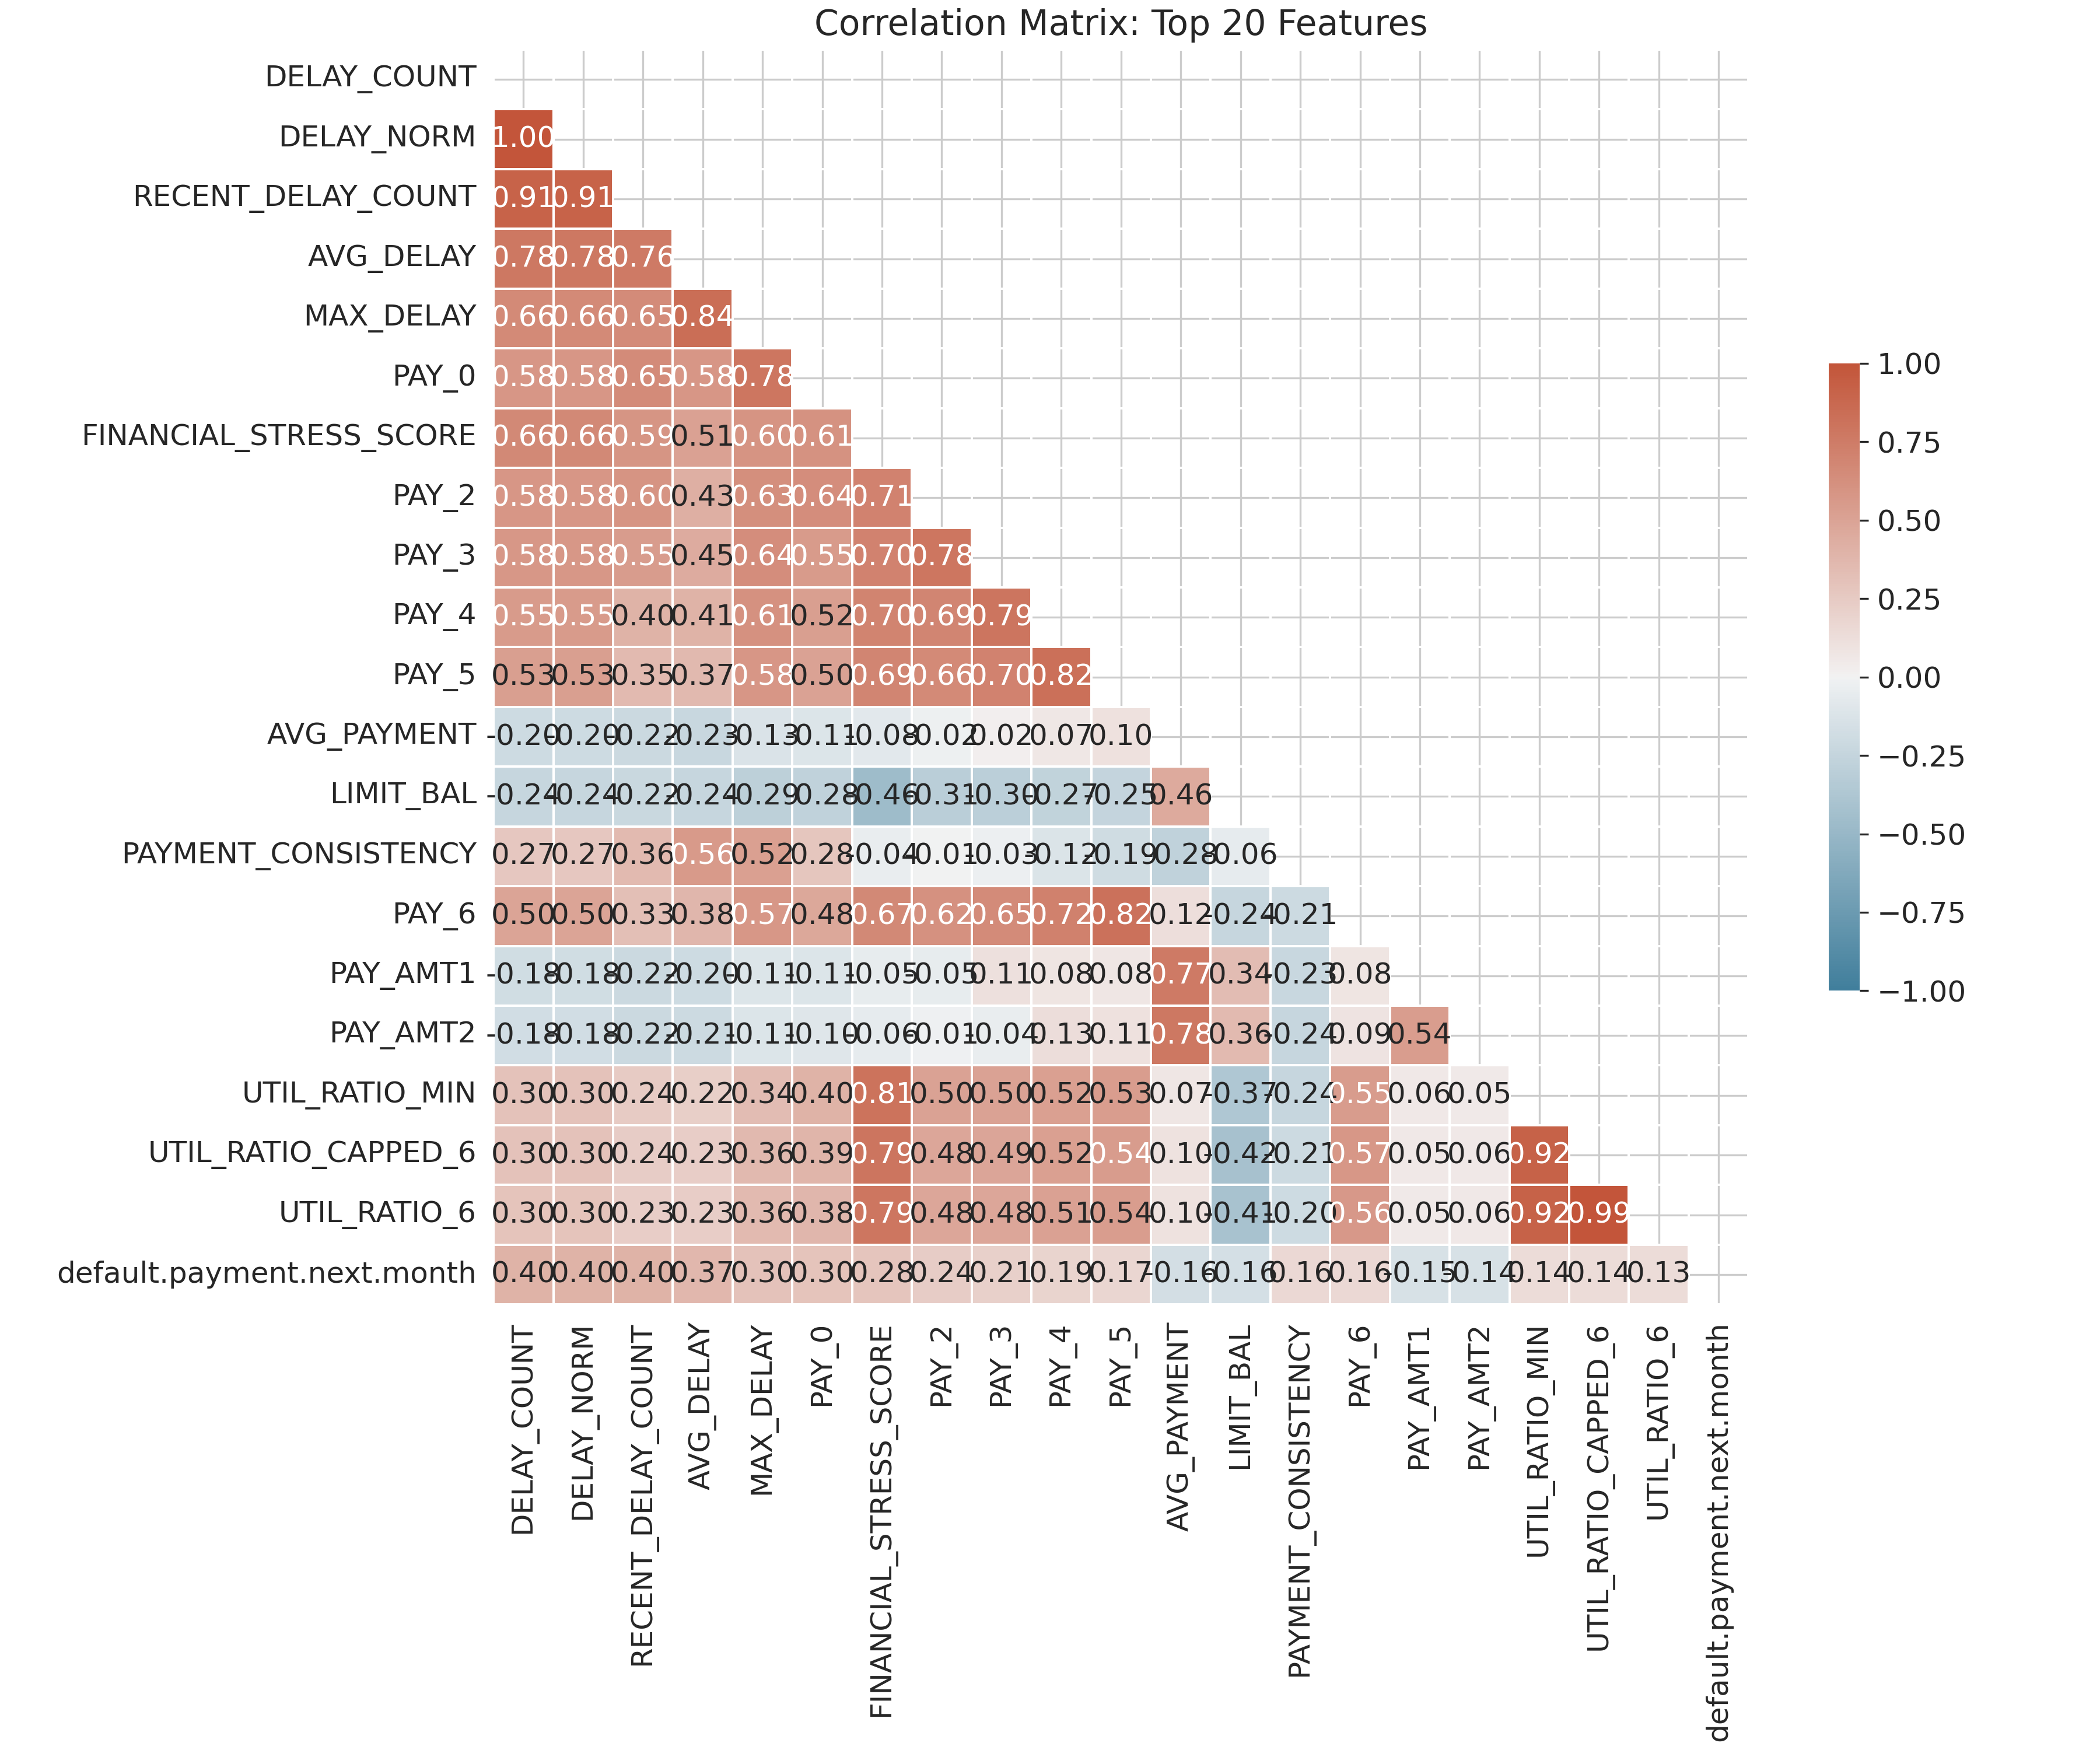 Correlation Matrix: Top 20 Features
DELAY_COUNT
DELAY_NORM 1.00
RECENT_DELAY_COUNT 0.91 0.91
AVG_DELAY 0.78 0.78 0.76
MAX_DELAY 0.66 0.66 0.65 0.84
PAY_0 0.58 0.58 0.65 0.58 0.78
FINANCIAL_STRESS_SCORE 0.66 0.66 0.59 0.51 0.60 0.61
PAY_2 0.58 0.58 0.60 0.43 0.63 0.64 0.71
PAY_3 0.58 0.58 0.55 0.45 0.64 0.55 0.70 0.78
PAY_4 0.55 0.55 0.40 0.41 0.61 0.52 0.70 0.69 0.79
PAY_5 0.53 0.53 0.35 0.37 0.58 0.50 0.69 0.66 0.70 0.82
AVG_PAYMENT -0.20 -0.20 -0.22 -0.23 -0.13 -0.11 -0.08 -0.02 0.02 0.07 0.10
LIMIT_BAL -0.24 -0.24 -0.22 -0.24 -0.29 -0.28 -0.46 -0.31 -0.30 -0.27 -0.25 0.46
PAYMENT_CONSISTENCY 0.27 0.27 0.36 0.56 0.52 0.28 -0.04 -0.01 -0.03 -0.12 -0.19 -0.28 -0.06
PAY_6 0.50 0.50 0.33 0.38 0.57 0.48 0.67 0.62 0.65 0.72 0.82 0.12 -0.24 -0.21
PAY_AMT1 -0.18 -0.18 -0.22 -0.20 -0.11 -0.11 -0.05 -0.05 0.11 0.08 0.08 0.77 0.34 -0.23 0.08
PAY_AMT2 -0.18 -0.18 -0.22 -0.21 -0.11 -0.10 -0.06 -0.01 -0.04 0.13 0.11 0.78 0.36 -0.24 0.09 0.54
UTIL_RATIO_MIN 0.30 0.30 0.24 0.22 0.34 0.40 0.81 0.50 0.50 0.52 0.53 0.07 -0.37 -0.24 0.55 0.06 0.05
UTIL_RATIO_CAPPED_6 0.30 0.30 0.24 0.23 0.36 0.39 0.79 0.48 0.49 0.52 0.54 0.10 -0.42 -0.21 0.57 0.05 0.06 0.92
UTIL_RATIO_6 0.30 0.30 0.23 0.23 0.36 0.38 0.79 0.48 0.48 0.51 0.54 0.10 -0.41 -0.20 0.56 0.05 0.06 0.92 0.99
default.payment.next.month 0.40 0.40 0.40 0.37 0.30 0.30 0.28 0.24 0.21 0.19 0.17 -0.16 -0.16 0.16 0.16 -0.15 -0.14 0.14 0.14 0.13
DELAY_COUNT
DELAY_NORM
RECENT_DELAY_COUNT
AVG_DELAY
MAX_DELAY
PAY_0
FINANCIAL_STRESS_SCORE
PAY_2
PAY_3
PAY_4
PAY_5
AVG_PAYMENT
LIMIT_BAL
PAYMENT_CONSISTENCY
PAY_6
PAY_AMT1
PAY_AMT2
UTIL_RATIO_MIN
UTIL_RATIO_CAPPED_6
UTIL_RATIO_6
default.payment.next.month
1.00
0.75
0.50
0.25
0.00
−0.25
−0.50
−0.75
−1.00